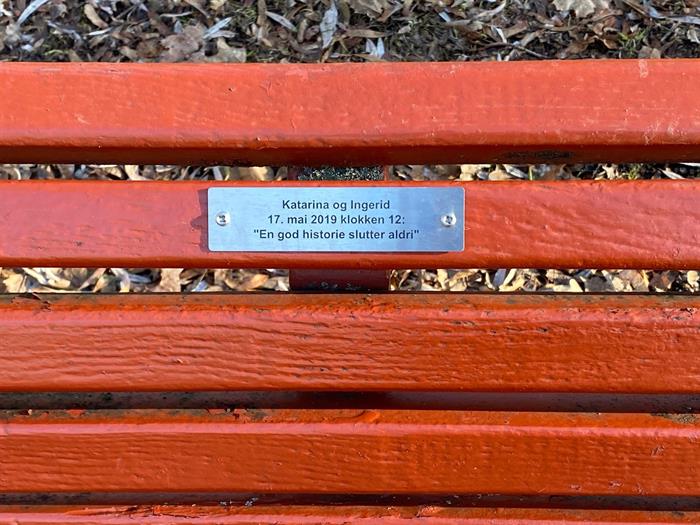 Katarina og Ingerid
17. mai 2019 klokken 12:
"En god historie slutter aldri"